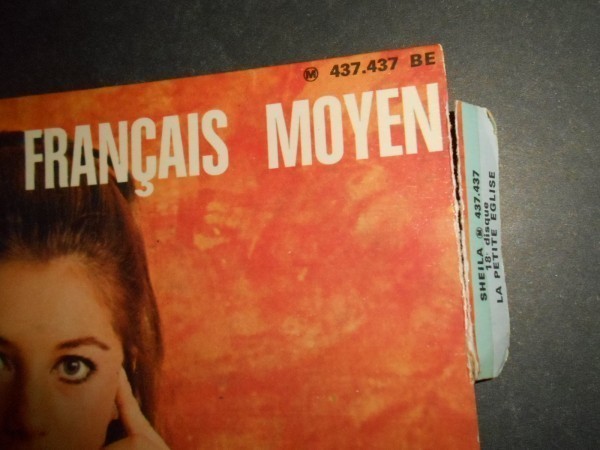 Ⓜ 437.437 BE
FRANÇAIS MOYEN
SHEILA Ⓜ 437.437
18e disque
LA PETITE EGLISE